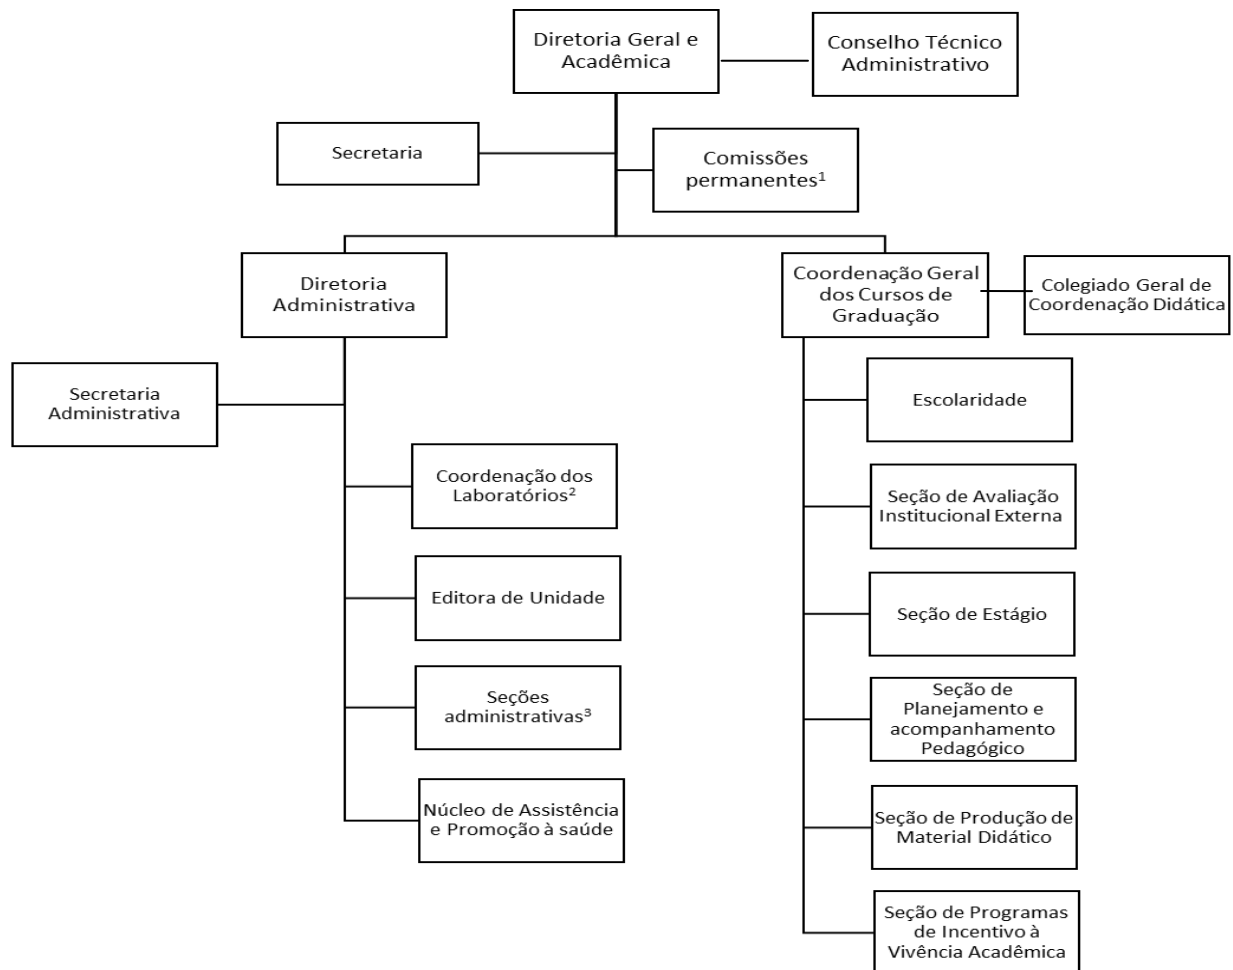 Diretoria Geral e
Acadêmica
Conselho Técnico
Administrativo
Secretaria
Comissões
permanentes¹
Diretoria
Administrativa
Coordenação Geral
dos Cursos de
Graduação
Colegiado Geral de
Coordenação Didática
Secretaria
Administrativa
Escolaridade
Coordenação dos
Laboratórios²
Seção de Avaliação
Institucional Externa
Editora de Unidade
Seção de Estágio
Seções
administrativas³
Seção de
Planejamento e
acompanhamento
Pedagógico
Núcleo de Assistência
e Promoção à saúde
Seção de Produção de
Material Didático
Seção de Programas
de Incentivo à
Vivência Acadêmica